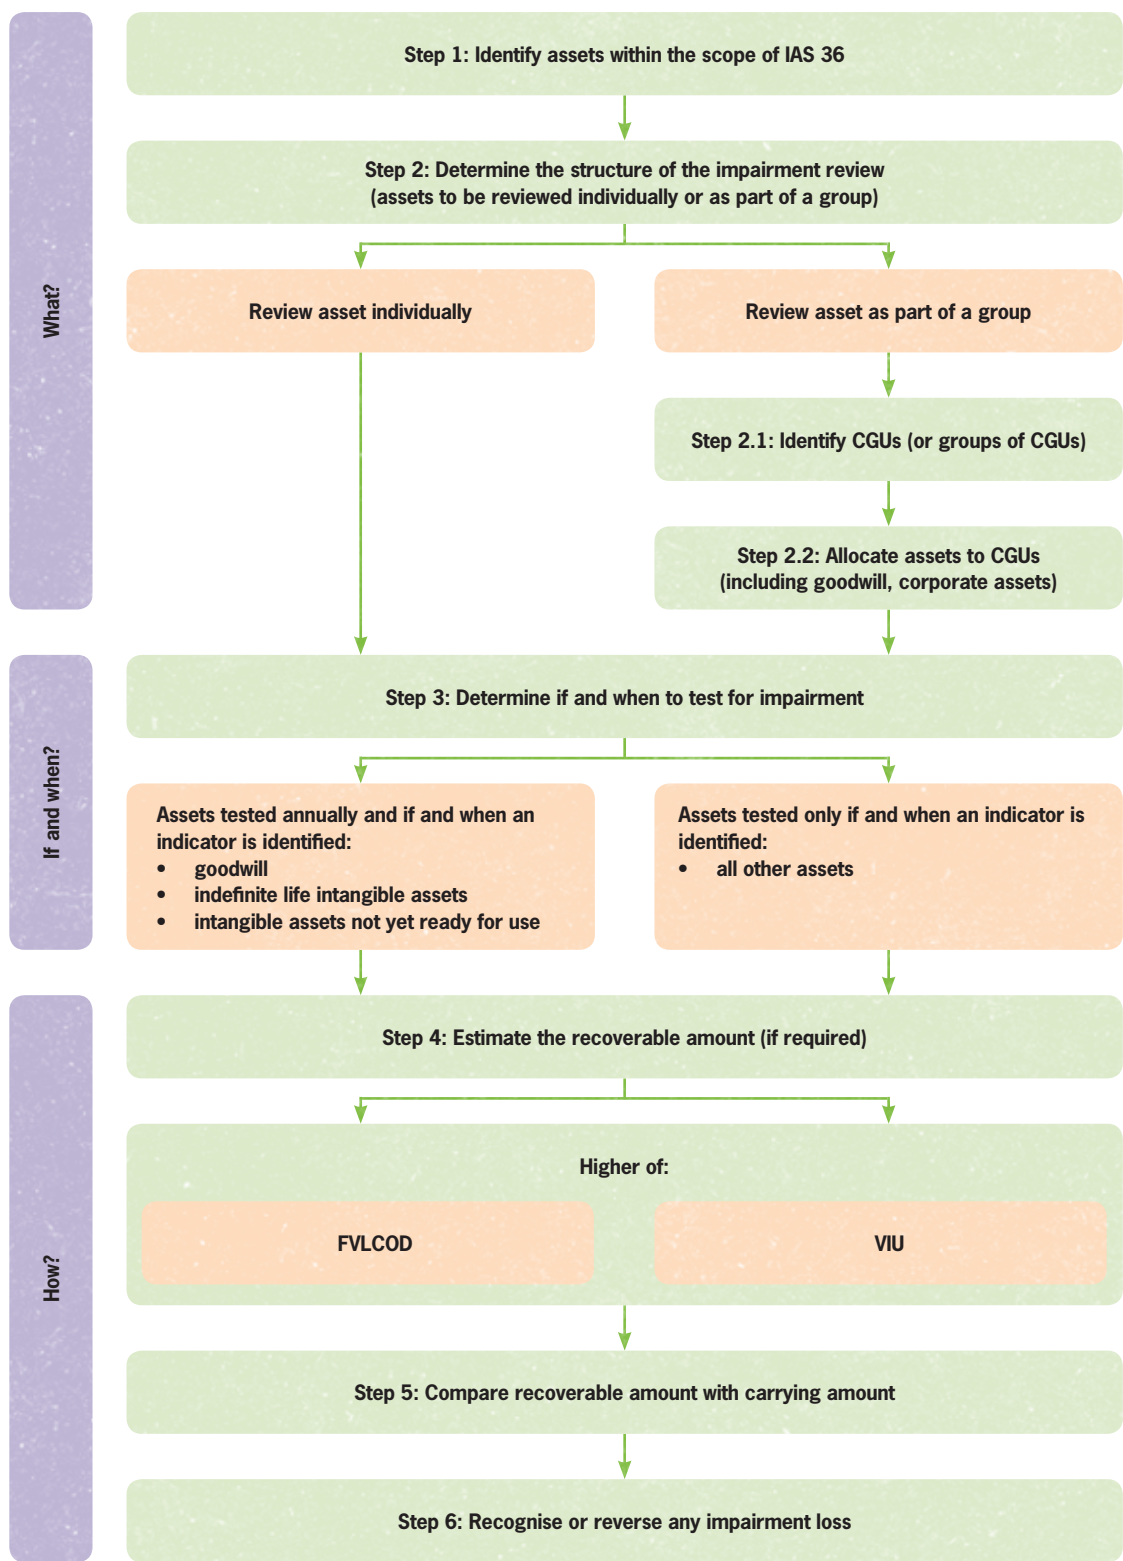 What?
Step 1: Identify assets within the scope of IAS 36
Step 2: Determine the structure of the impairment review
(assets to be reviewed individually or as part of a group)
Review asset individually
Review asset as part of a group
Step 2.1: Identify CGUs (or groups of CGUs)
Step 2.2: Allocate assets to CGUs
(including goodwill, corporate assets)
If and when?
Step 3: Determine if and when to test for impairment
Assets tested annually and if and when an
indicator is identified:
• goodwill
• indefinite life intangible assets
• intangible assets not yet ready for use
Assets tested only if and when an indicator is
identified:
• all other assets
How?
Step 4: Estimate the recoverable amount (if required)
Higher of:
FVLCOD
VIU
Step 5: Compare recoverable amount with carrying amount
Step 6: Recognise or reverse any impairment loss